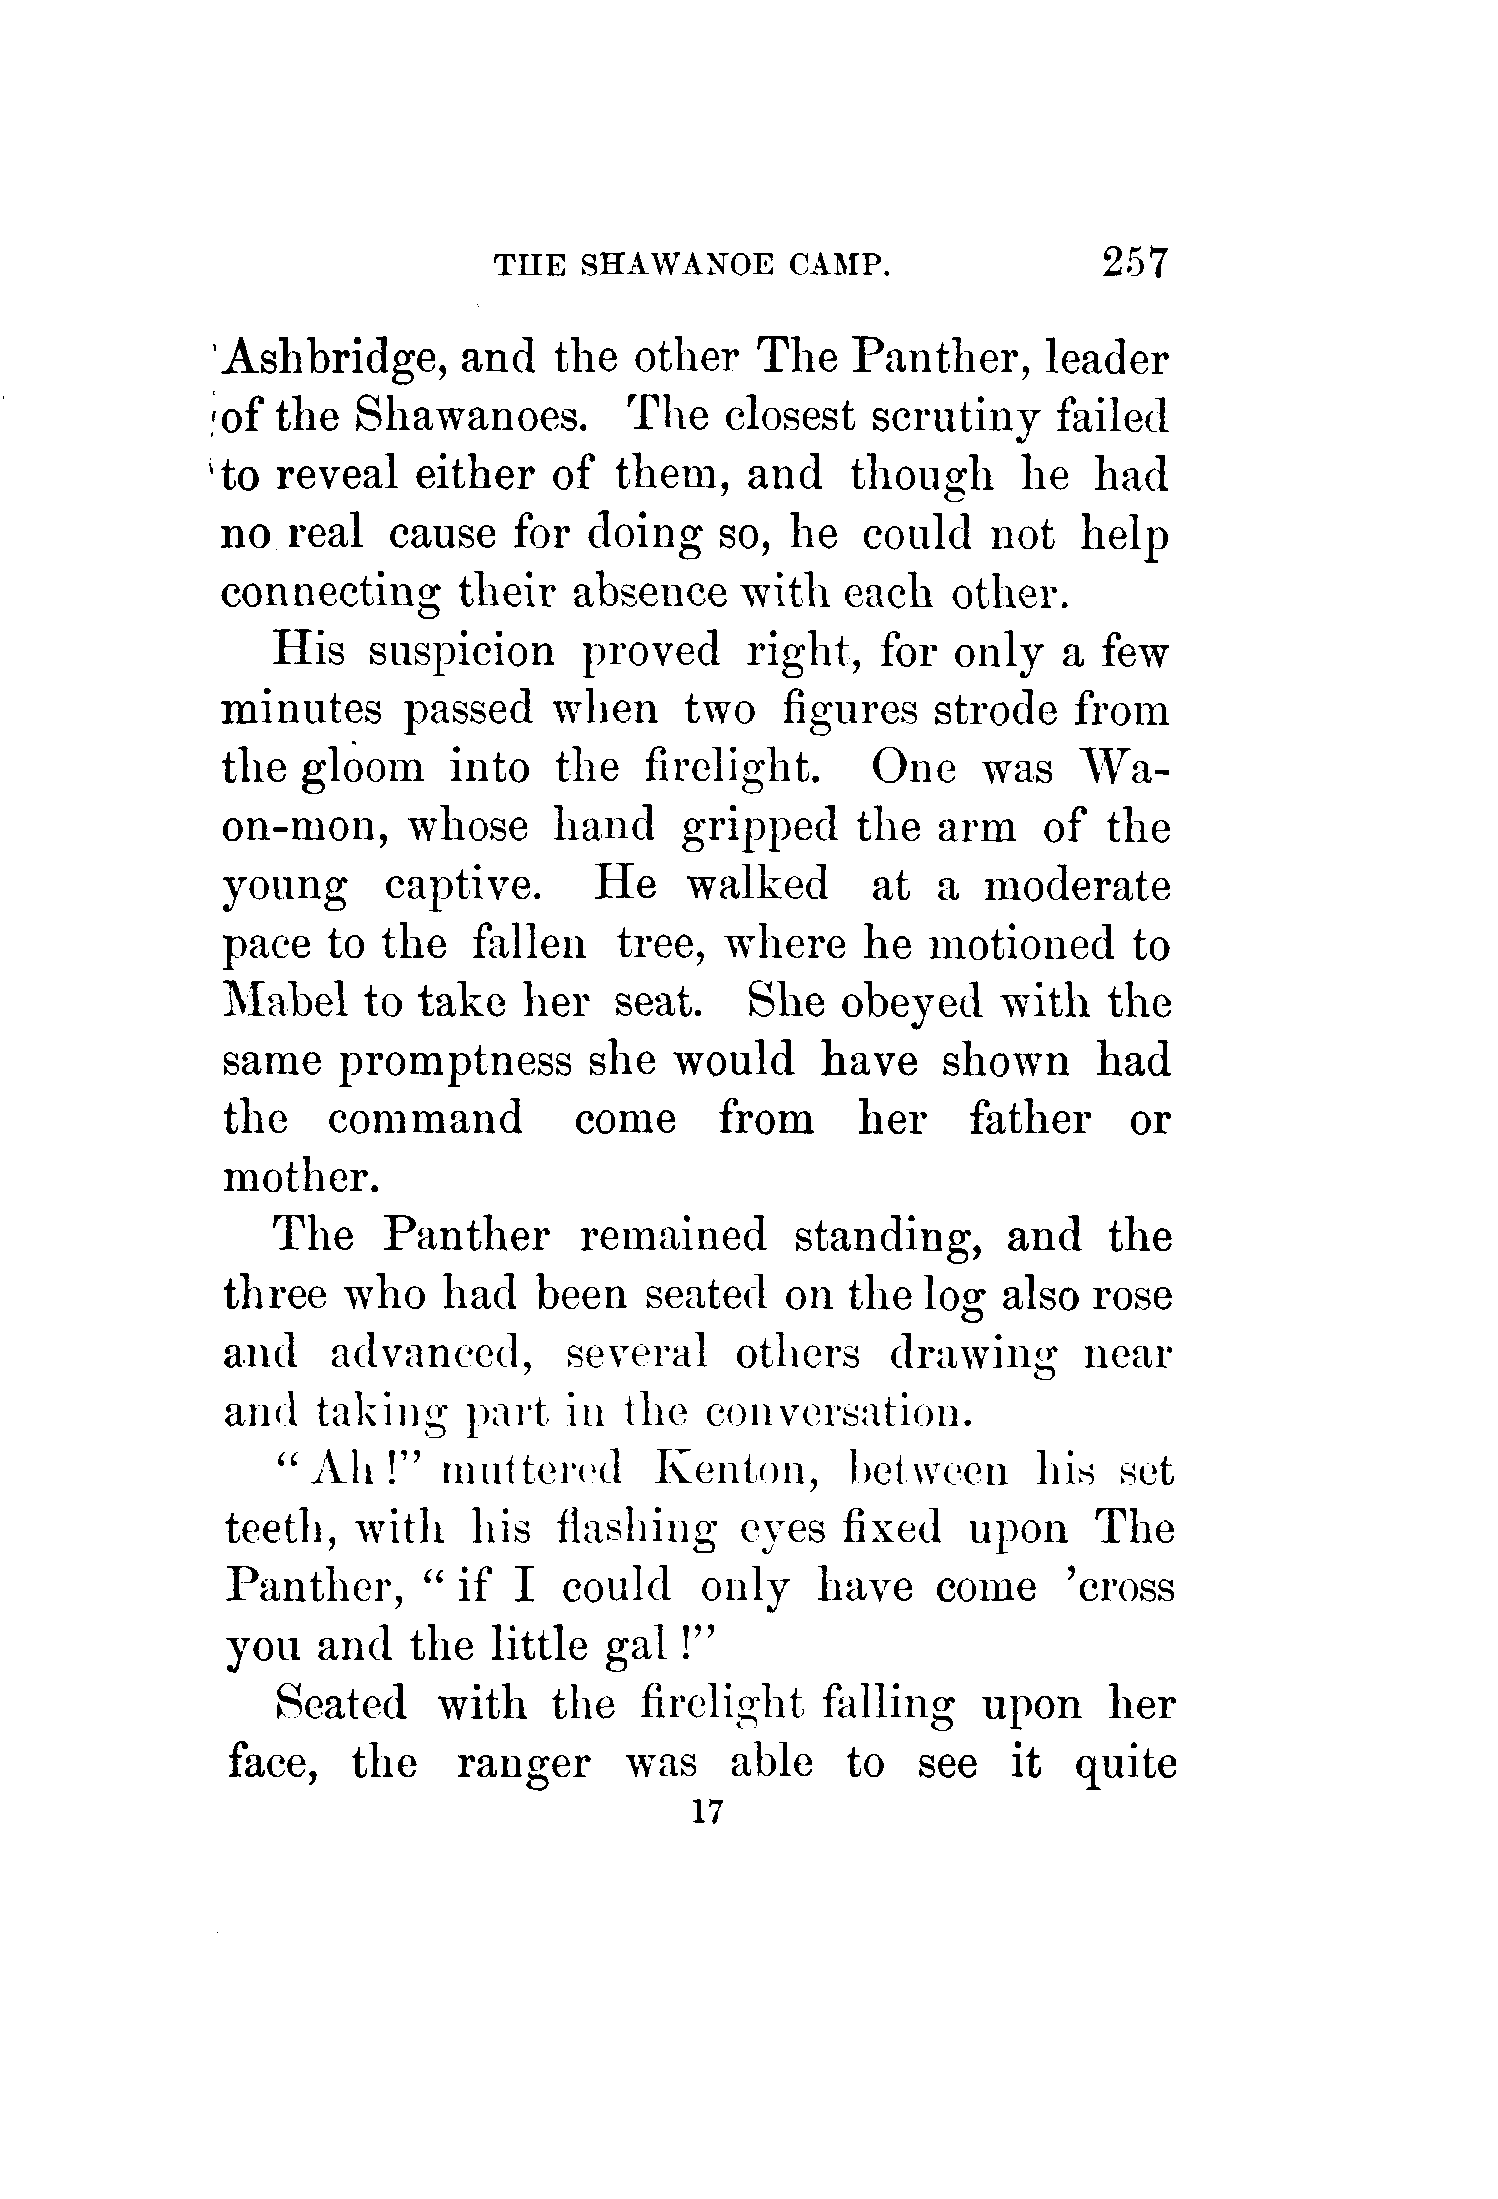 THE SHAWANOE CAMP. 257
Ashbridge, and the other The Panther, leader
of the Shawanoes. The closest scrutiny failed
to reveal either of them, and though he had
no real cause for doing so, he could not help
connecting their absence with each other.
His suspicion proved right, for only a few
minutes passed when two figures strode from
the gloom into the firelight. One was Wa-
on-mon, whose hand gripped the arm of the
young captive. He walked at a moderate
pace to the fallen tree, where he motioned to
Mabel to take her seat. She obeyed with the
same promptness she would have shown had
the command come from her father or
mother.
The Panther remained standing, and the
three who had been seated on the log also rose
and advanced, several others drawing near
and taking part in the conversation.
“ Ah !” muttered Kenton, between his set
teeth, with his flashing eyes fixed upon The
Panther, “ if I could only have come ’cross
you and the little gal !”
Seated with the firelight falling upon her
face, the ranger was able to see it quite
17